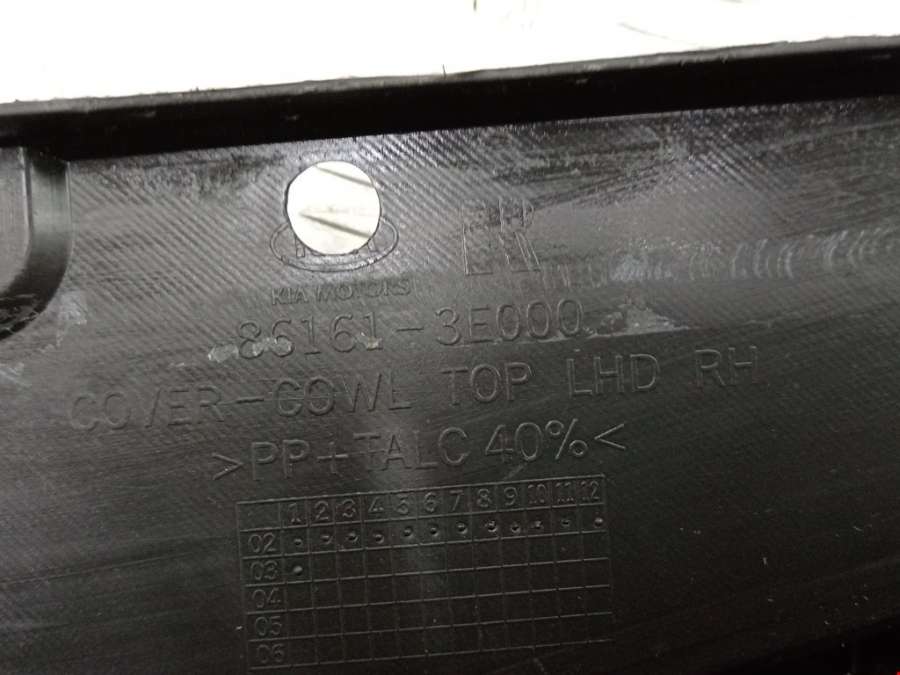 KIA
KIA MOTORS
86161-3E000
COVER-COWL TOP LHD RH
>PP+TALC 40%<
1 2 3 4 5 6 7 8 9 10 11 12
02
03
04
05
06